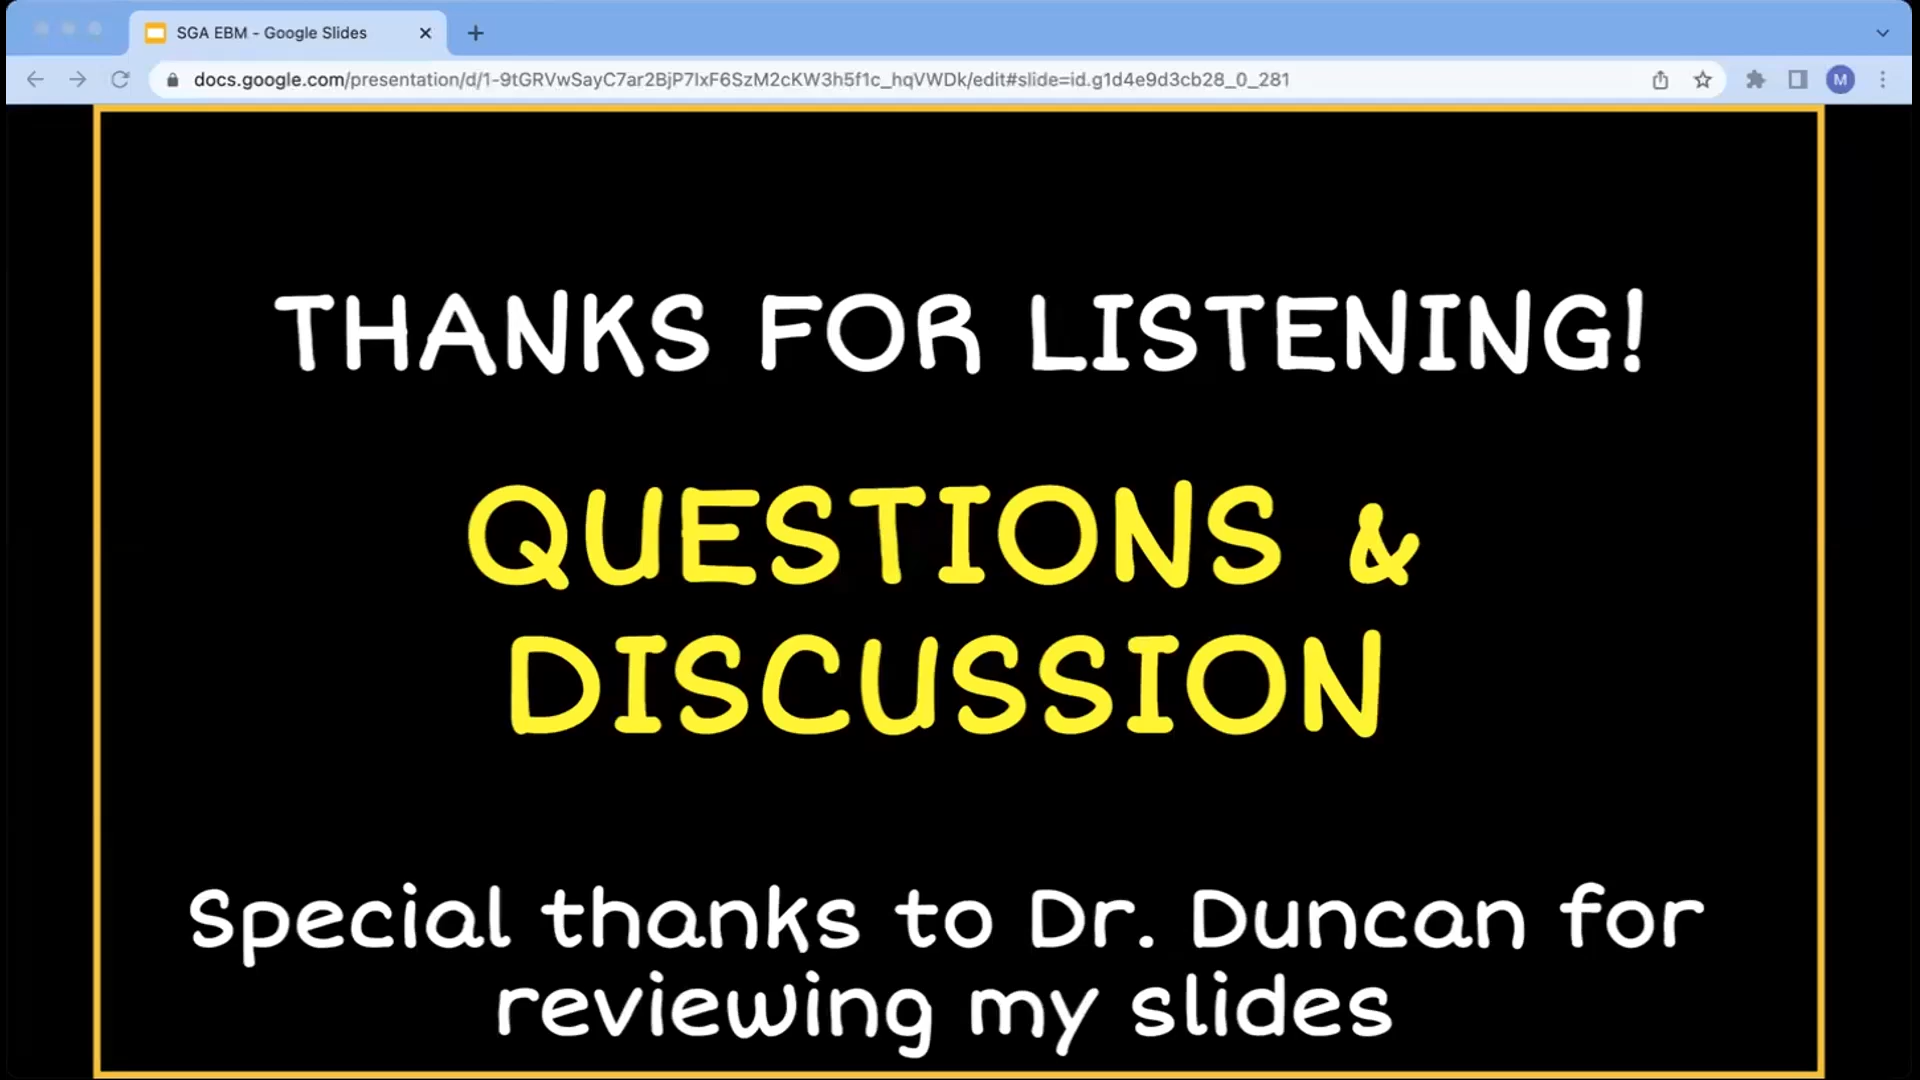 SGA EBM - Google Slides
docs.google.com/presentation/d/1-9tGRVwSayC7ar2BjP7IxF6SzM2cKW3h5f1c_hqVWDk/edit#slide=id.g1d4e9d3cb28_0_281
M
THANKS FOR LISTENING!
QUESTIONS &
DISCUSSION
Special thanks to Dr. Duncan for
reviewing my slides